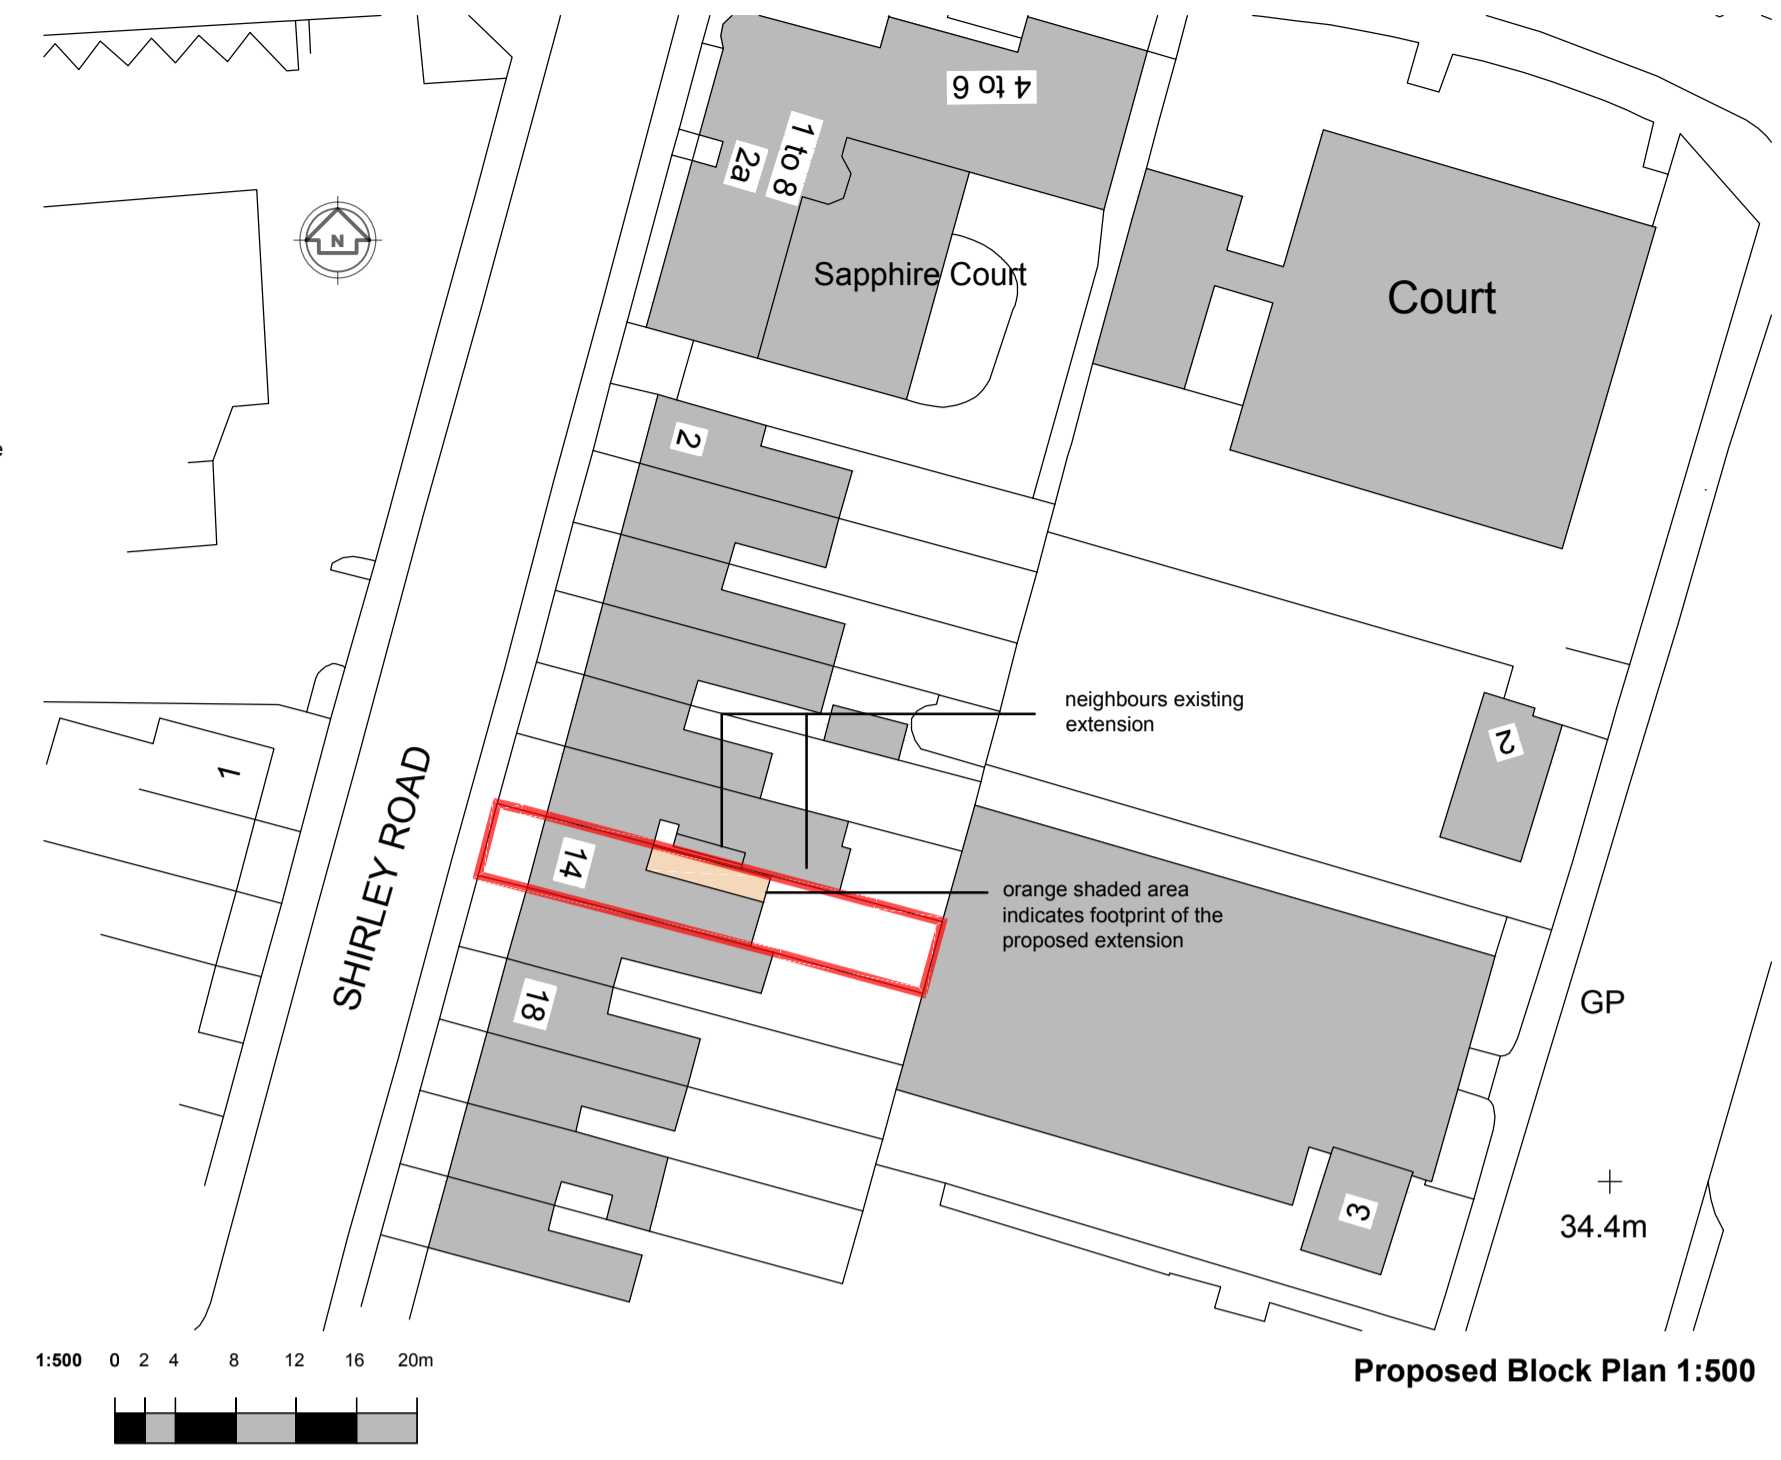 4 to 6
1 to 8
2a
N
Sapphire Court
Court
2
e
neighbours existing
extension
2
1
SHIRLEY ROAD
14
orange shaded area
indicates footprint of the
proposed extension
18
GP
3
34.4m
1:500 0 2 4 8 12 16 20m
Proposed Block Plan 1:500